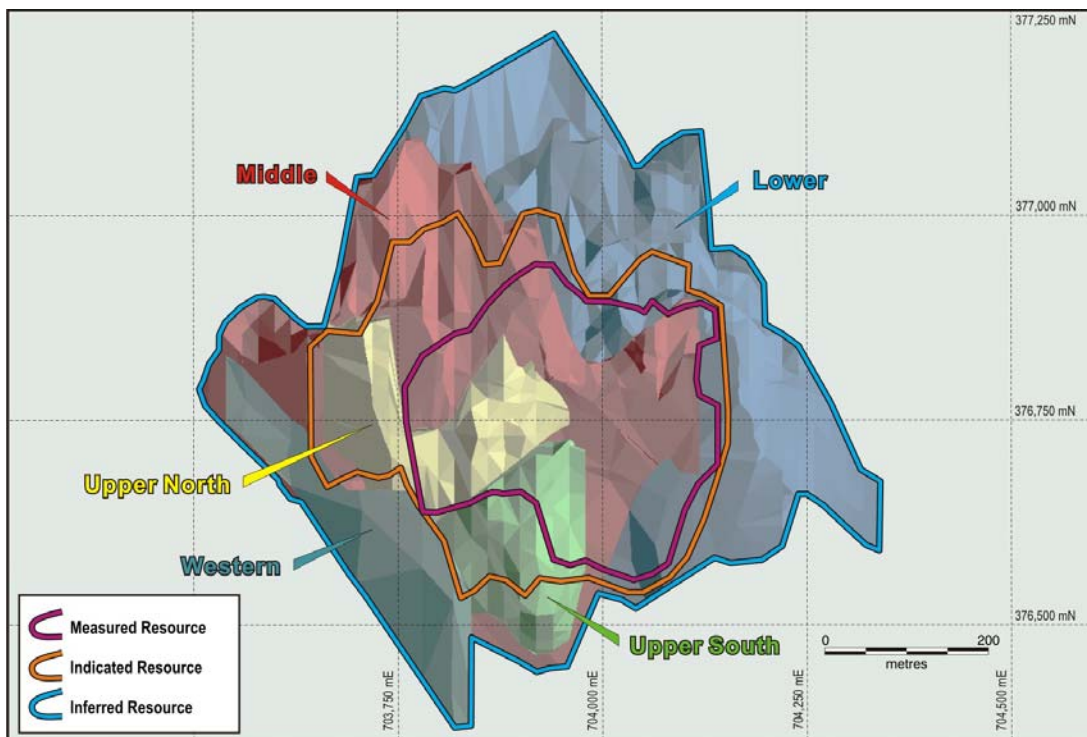 377,250 mN
Middle
Lower
377,000 mN
376,750 mN
Upper North
Western
376,500 mN
Upper South
Measured Resource
Indicated Resource
Inferred Resource
0 200
metres
703,750 mE
704,000 mE
704,250 mE
704,500 mE